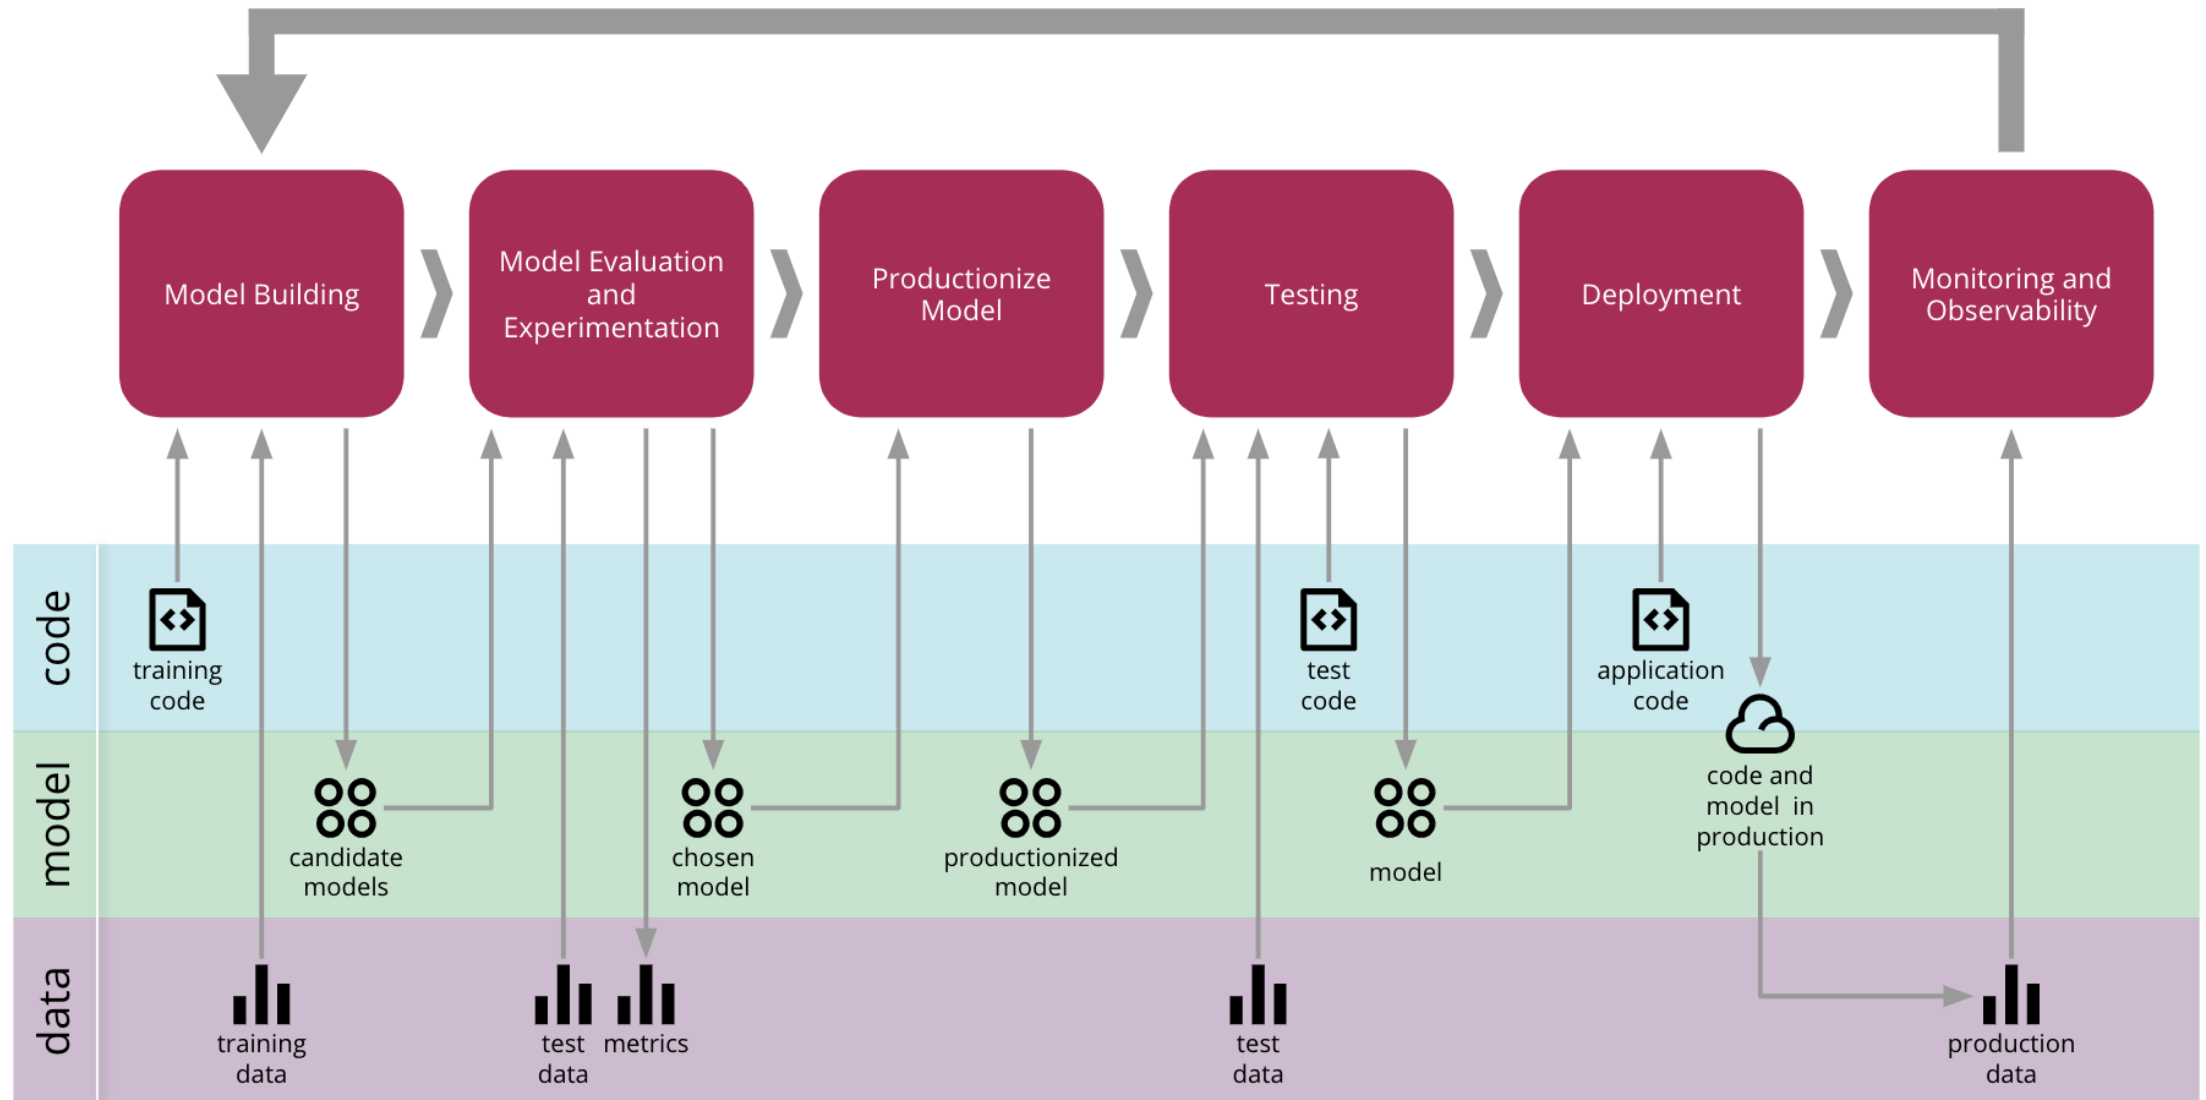 Model Building
Model Evaluation
and
Experimentation
Productionize
Model
Testing
Deployment
Monitoring and
Observability
code
training
code
test
code
application
code
model
candidate
models
chosen
model
productionized
model
model
code and
model in
production
data
training
data
test
data
metrics
test
data
production
data